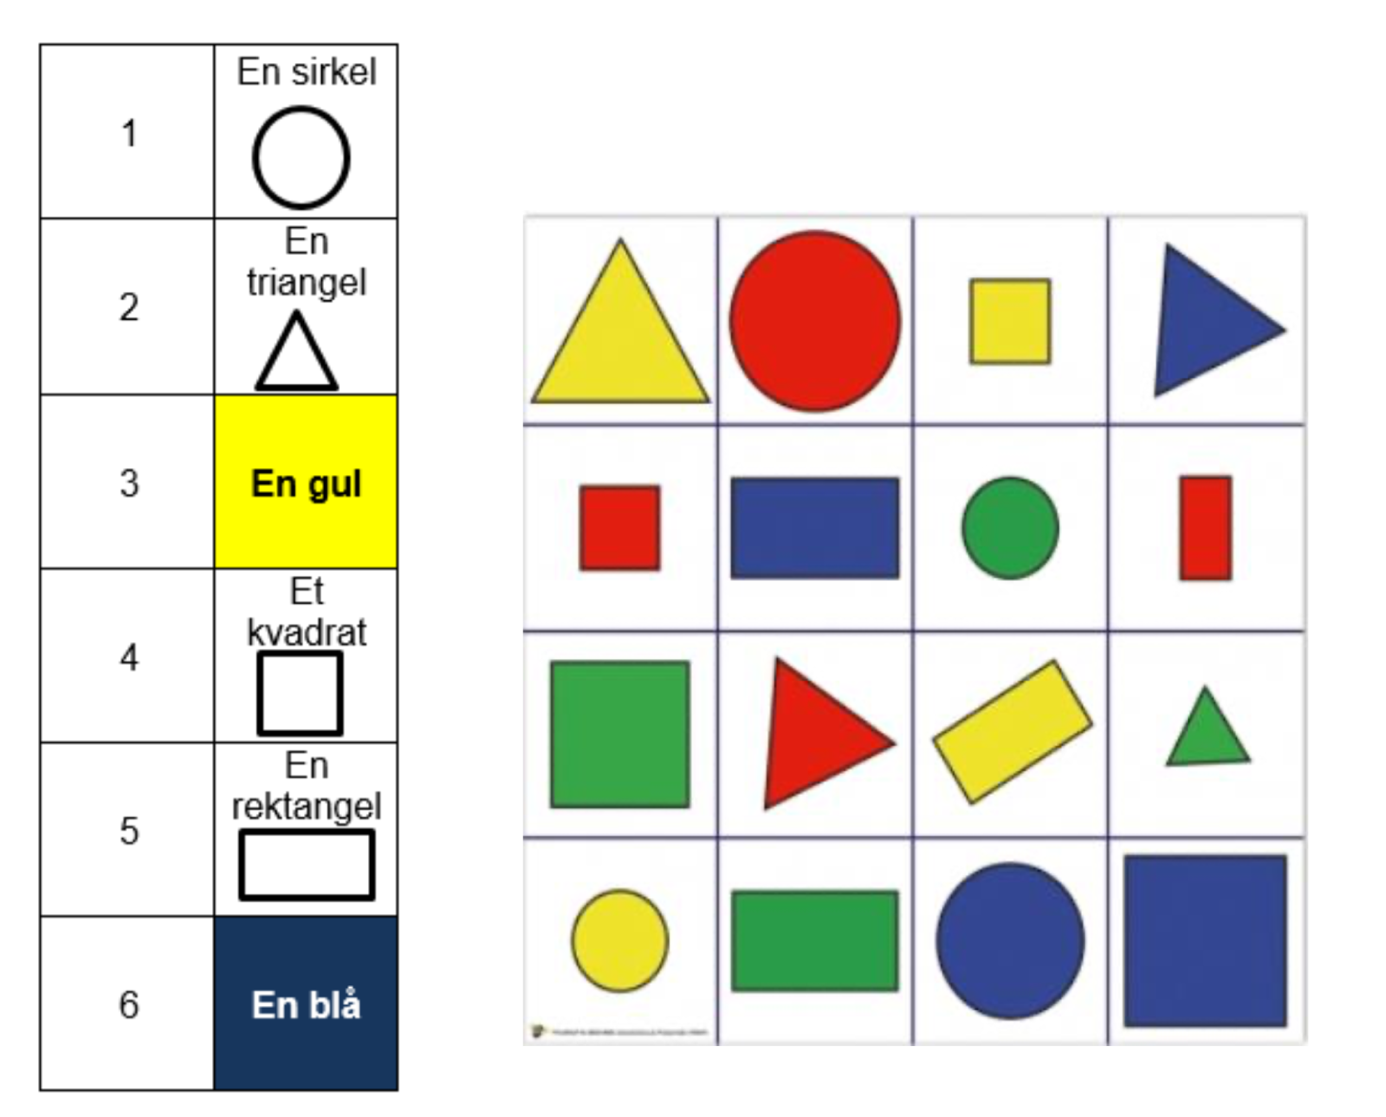 1
En sirkel
2
En
triangel
3
En gul
4
Et
kvadrat
5
En
rektangel
6
En blå